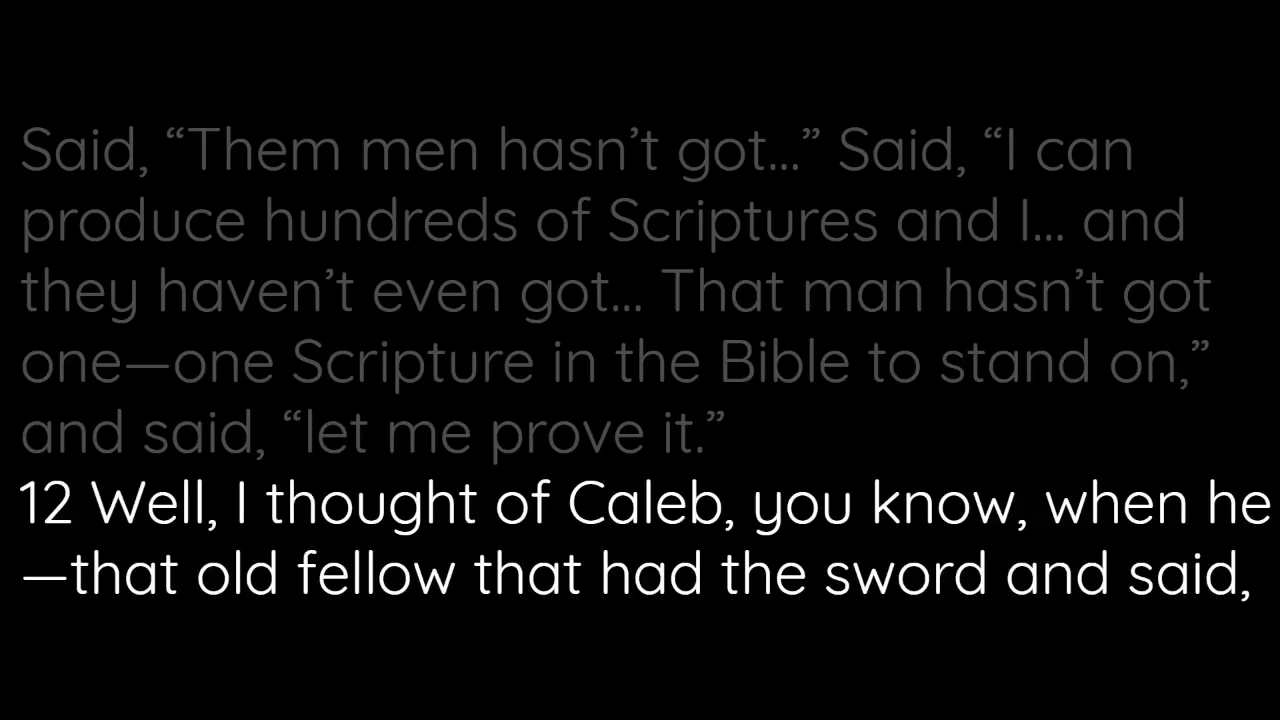 Said, “Them men hasn’t got...” Said, “I can
produce hundreds of Scriptures and I... and
they haven’t even got... That man hasn’t got
one—one Scripture in the Bible to stand on,”
and said, “let me prove it.”
12 Well, I thought of Caleb, you know, when he
—that old fellow that had the sword and said,